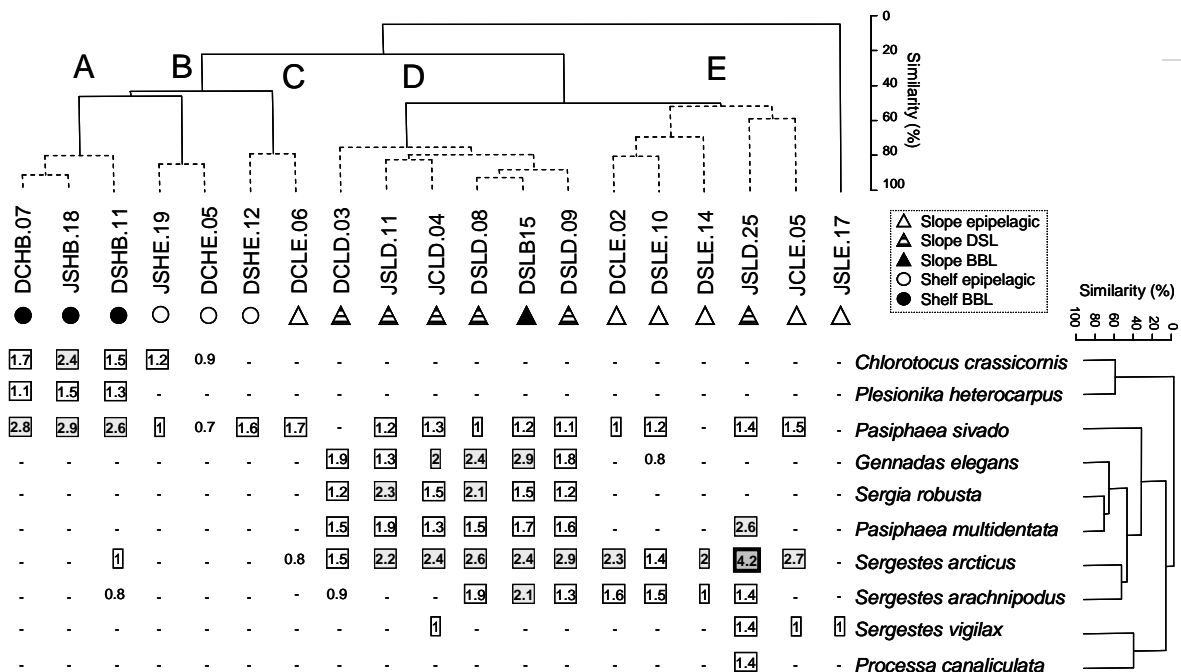 A B C D E
0
20
40
60
80
100
Similarity (%)
DCHB.07
JSHB.18
DSHB.11
JSHE.19
DCHE.05
DSHE.12
DCLE.06
DCLD.03
JSLD.11
JCLD.04
DSLD.08
DSLB15
DSLD.09
DCLE.02
DSLE.10
DSLE.14
JSLD.25
JCLE.05
JSLE.17
Slope epipelagic
Slope DSL
Slope BBL
Shelf epipelagic
Shelf BBL
Similarity (%)
100 80 60 40 20 0
1.7 2.4 1.5 1.2 0.9 - - - - - - - - - - - - - - Chlorotocus crassicornis
1.1 1.5 1.3 - - - - - - - - - - - - - - - - Plesionika heterocarpus
2.8 2.9 2.6 1 0.7 1.6 1.7 - 1.2 1.3 1 1.2 1.1 1 1.2 - 1.4 1.5 - Pasiphaea sivado
- - - - - - - 1.9 1.3 2 2.4 2.9 1.8 - 0.8 - - - - Gennadas elegans
- - - - - - - 1.2 2.3 1.5 2.1 1.5 1.2 - - - - - - Sergia robusta
- - - - - - - 1.5 1.9 1.3 1.5 1.7 1.6 - - - 2.6 - - Pasiphaea multidentata
- - 1 - - - 0.8 1.5 2.2 2.4 2.6 2.4 2.9 2.3 1.4 2 4.2 2.7 - Sergestes arcticus
- - 0.8 - - - - 0.9 - - 1.9 2.1 1.3 1.6 1.5 1 1.4 - - Sergestes arachnipodus
- - - - - - - - - 1 - - - - - - 1.4 1 1 Sergestes vigilax
- - - - - - - - - - - - - - - - 1.4 - - Processa canaliculata